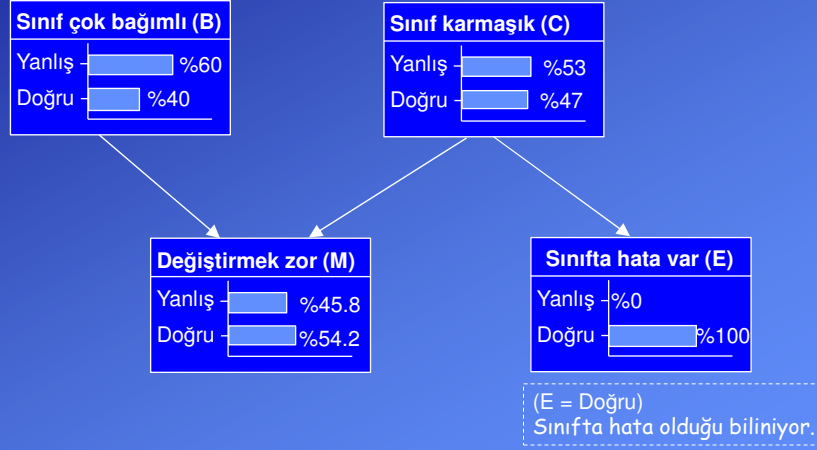 Sınıf çok bağımlı (B)
Yanlış %60
Doğru %40
Sınıf karmaşık (C)
Yanlış %53
Doğru %47
Değiştirmek zor (M)
Yanlış %45.8
Doğru %54.2
Sınıfta hata var (E)
Yanlış %0
Doğru %100
(E = Doğru)
Sınıfta hata olduğu biliniyor.